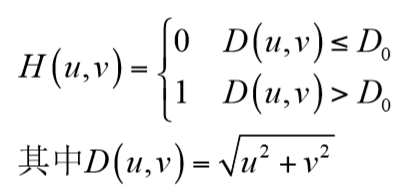 H(u,v) = { 0 D(u,v) ≤ D₀
1 D(u,v) > D₀
其中D(u,v) = √(u² + v²)